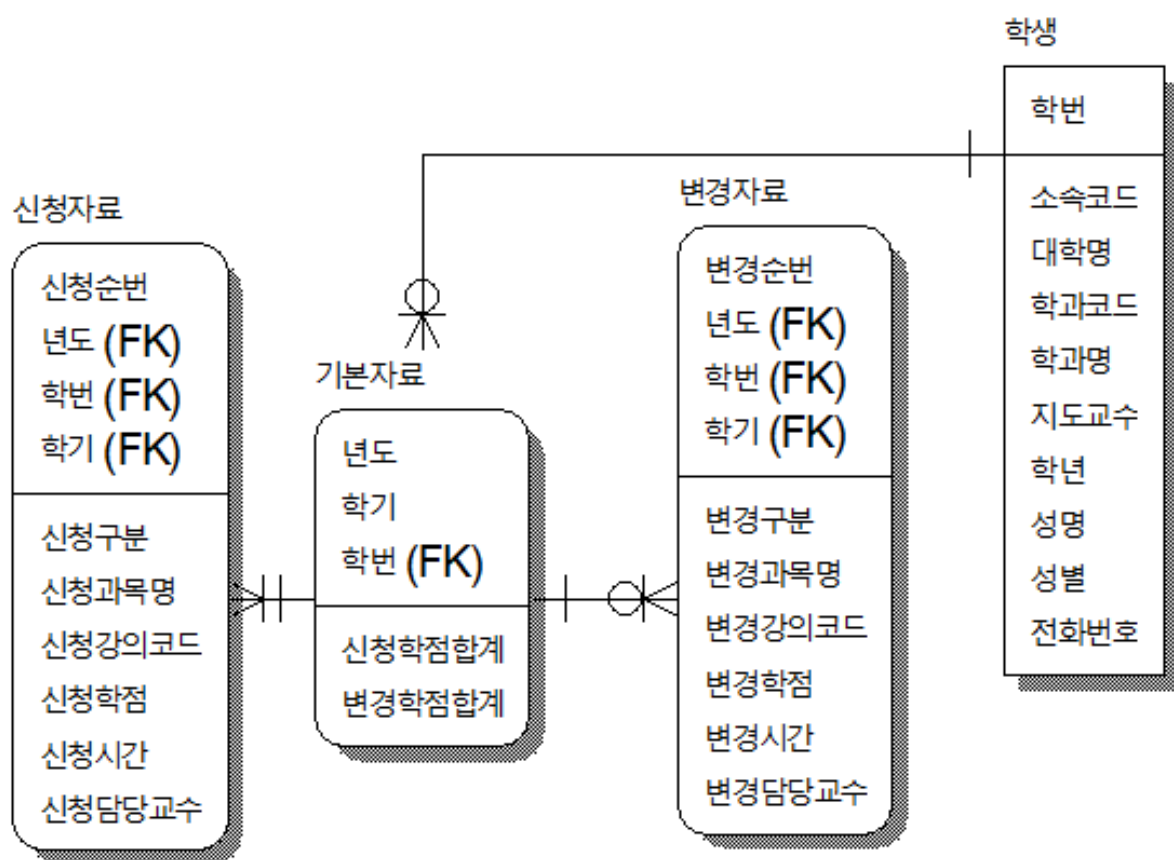 학생
학번
소속코드
대학명
학과코드
학과명
지도교수
학년
성명
성별
전화번호
변경자료
변경순번
년도 (FK)
학번 (FK)
학기 (FK)
변경구분
변경과목명
변경강의코드
변경학점
변경시간
변경담당교수
신청자료
신청순번
년도 (FK)
학번 (FK)
학기 (FK)
신청구분
신청과목명
신청강의코드
신청학점
신청시간
신청담당교수
기본자료
년도
학기
학번 (FK)
신청학점합계
변경학점합계